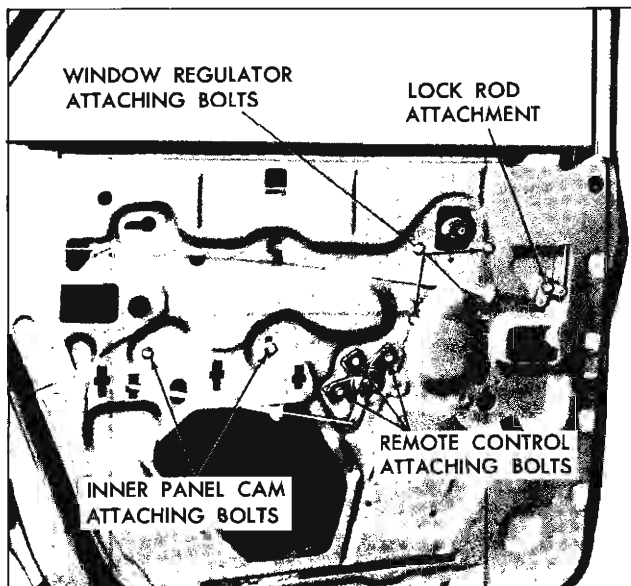 WINDOW REGULATOR
ATTACHING BOLTS
LOCK ROD
ATTACHMENT
REMOTE CONTROL
ATTACHING BOLTS
INNER PANEL CAM
ATTACHING BOLTS